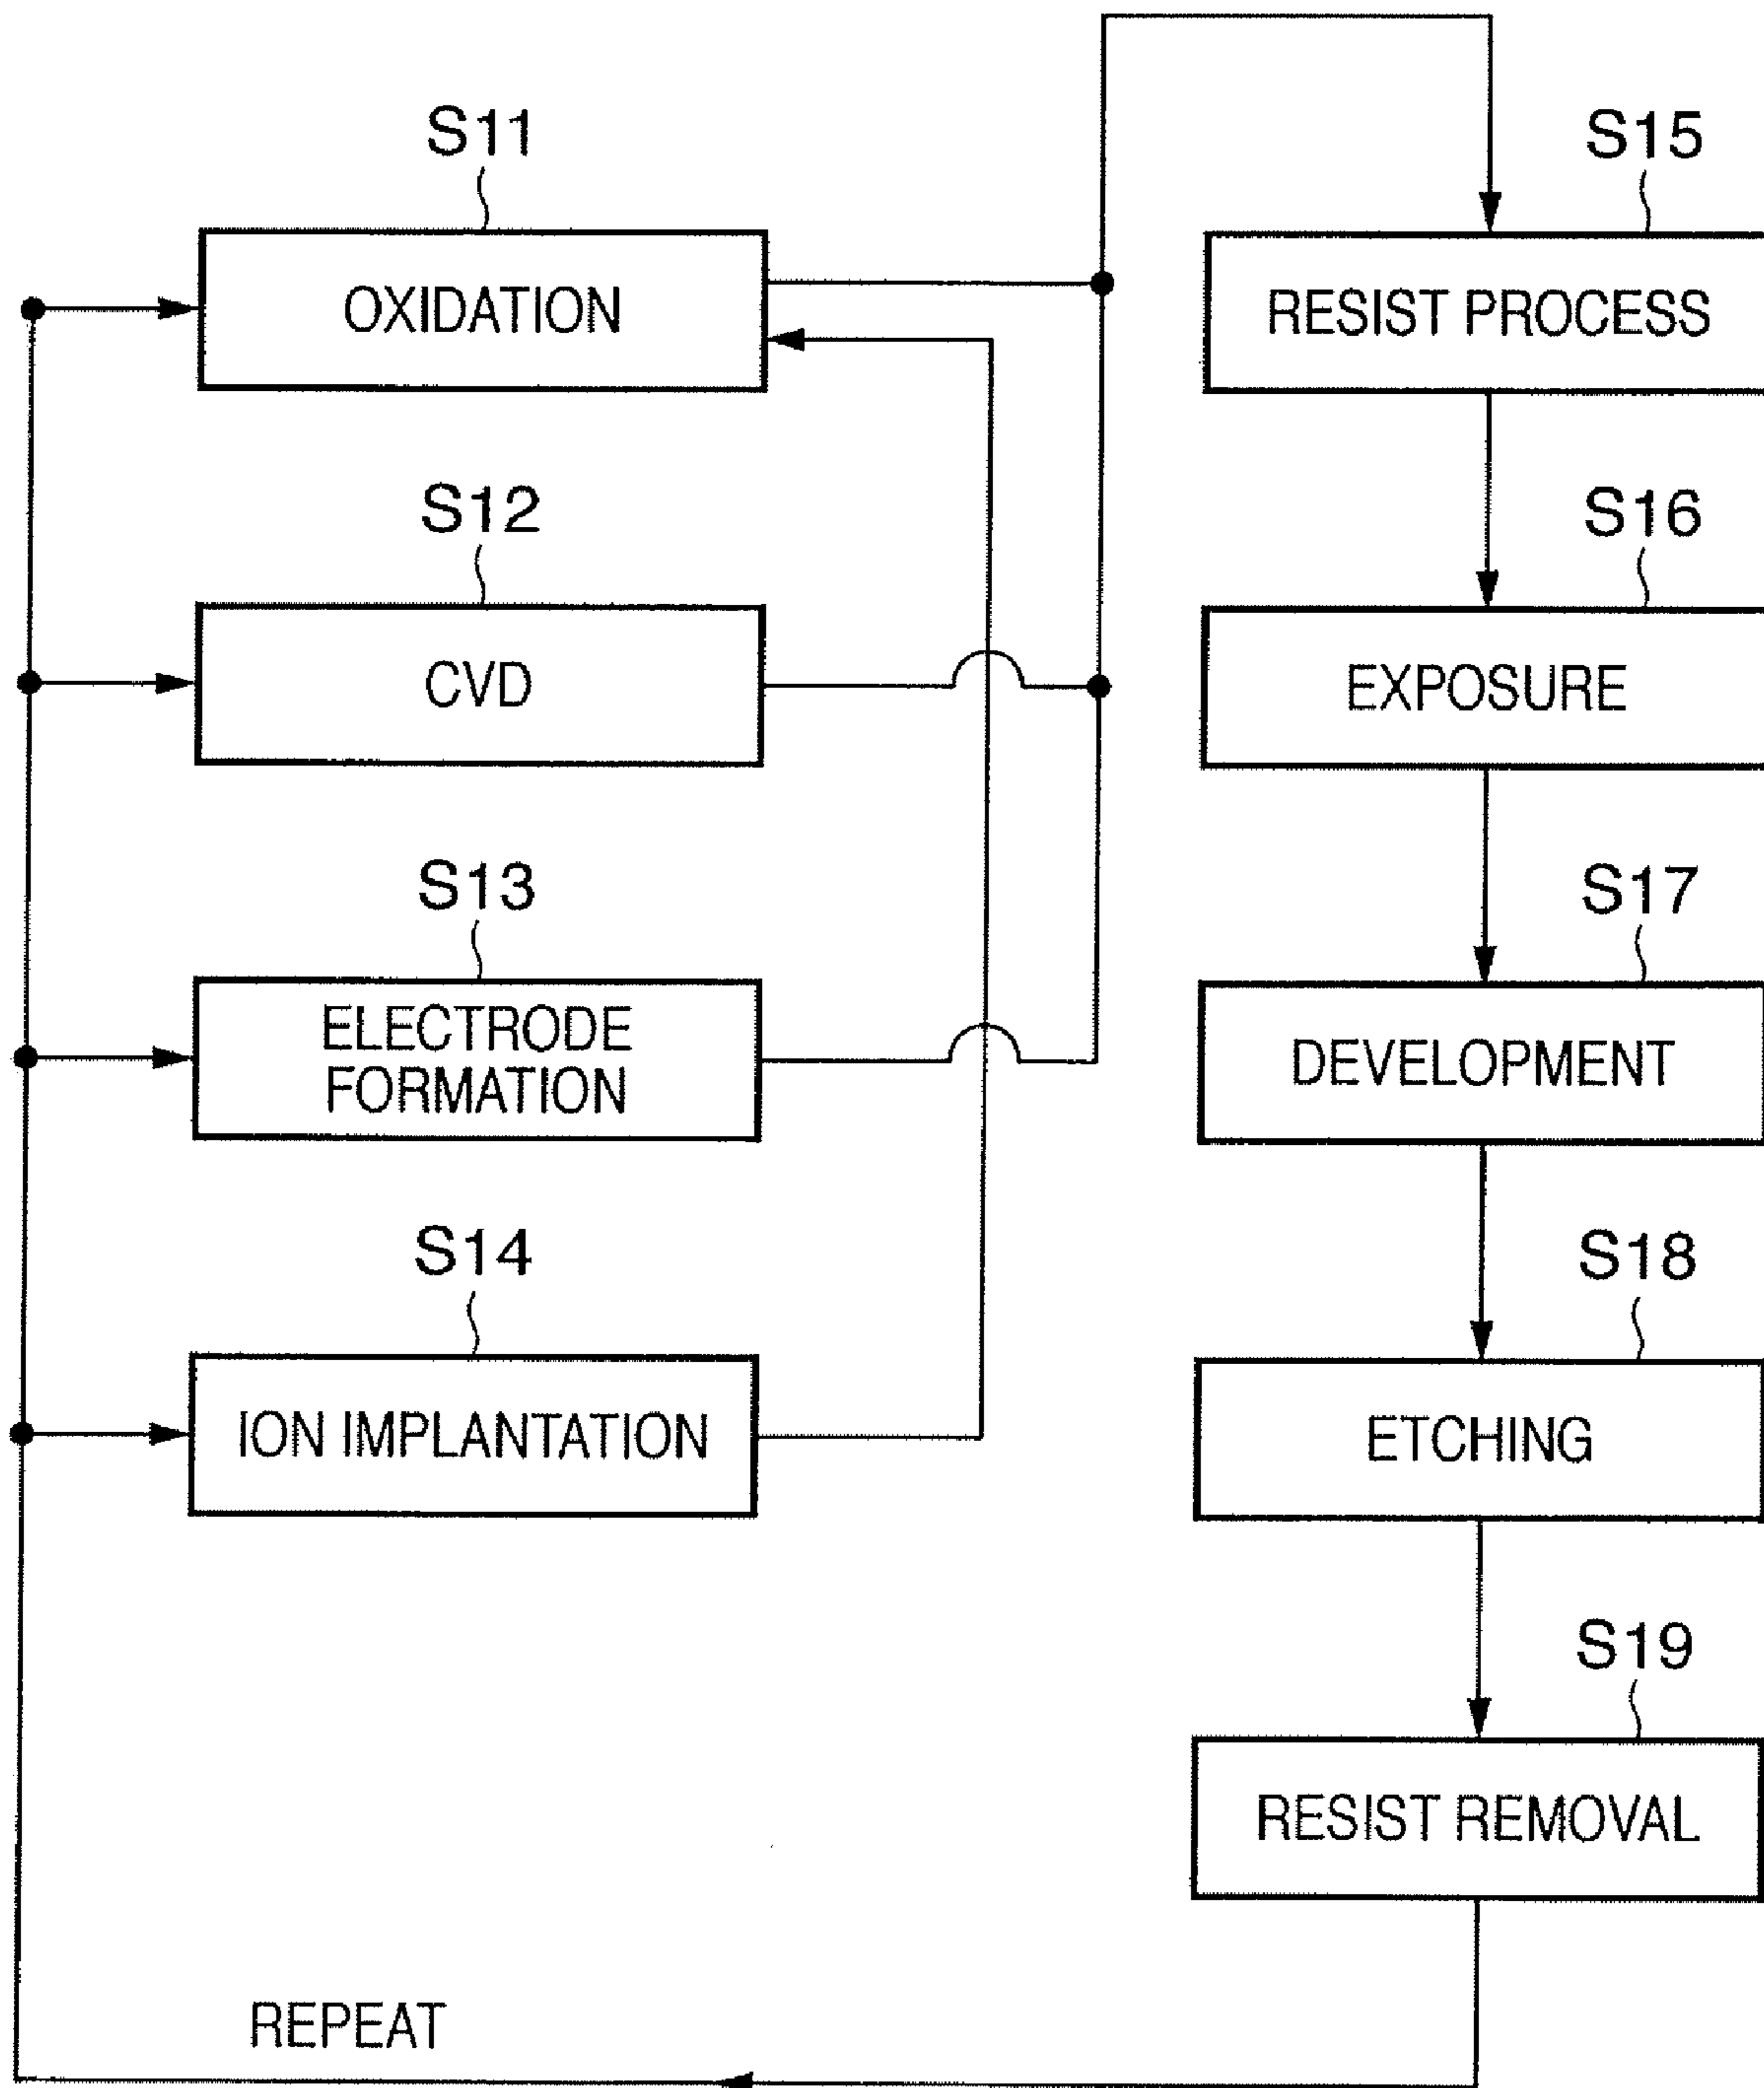 S11
OXIDATION
S12
CVD
S13
ELECTRODE
FORMATION
S14
ION IMPLANTATION
S15
RESIST PROCESS
S16
EXPOSURE
S17
DEVELOPMENT
S18
ETCHING
S19
RESIST REMOVAL
REPEAT